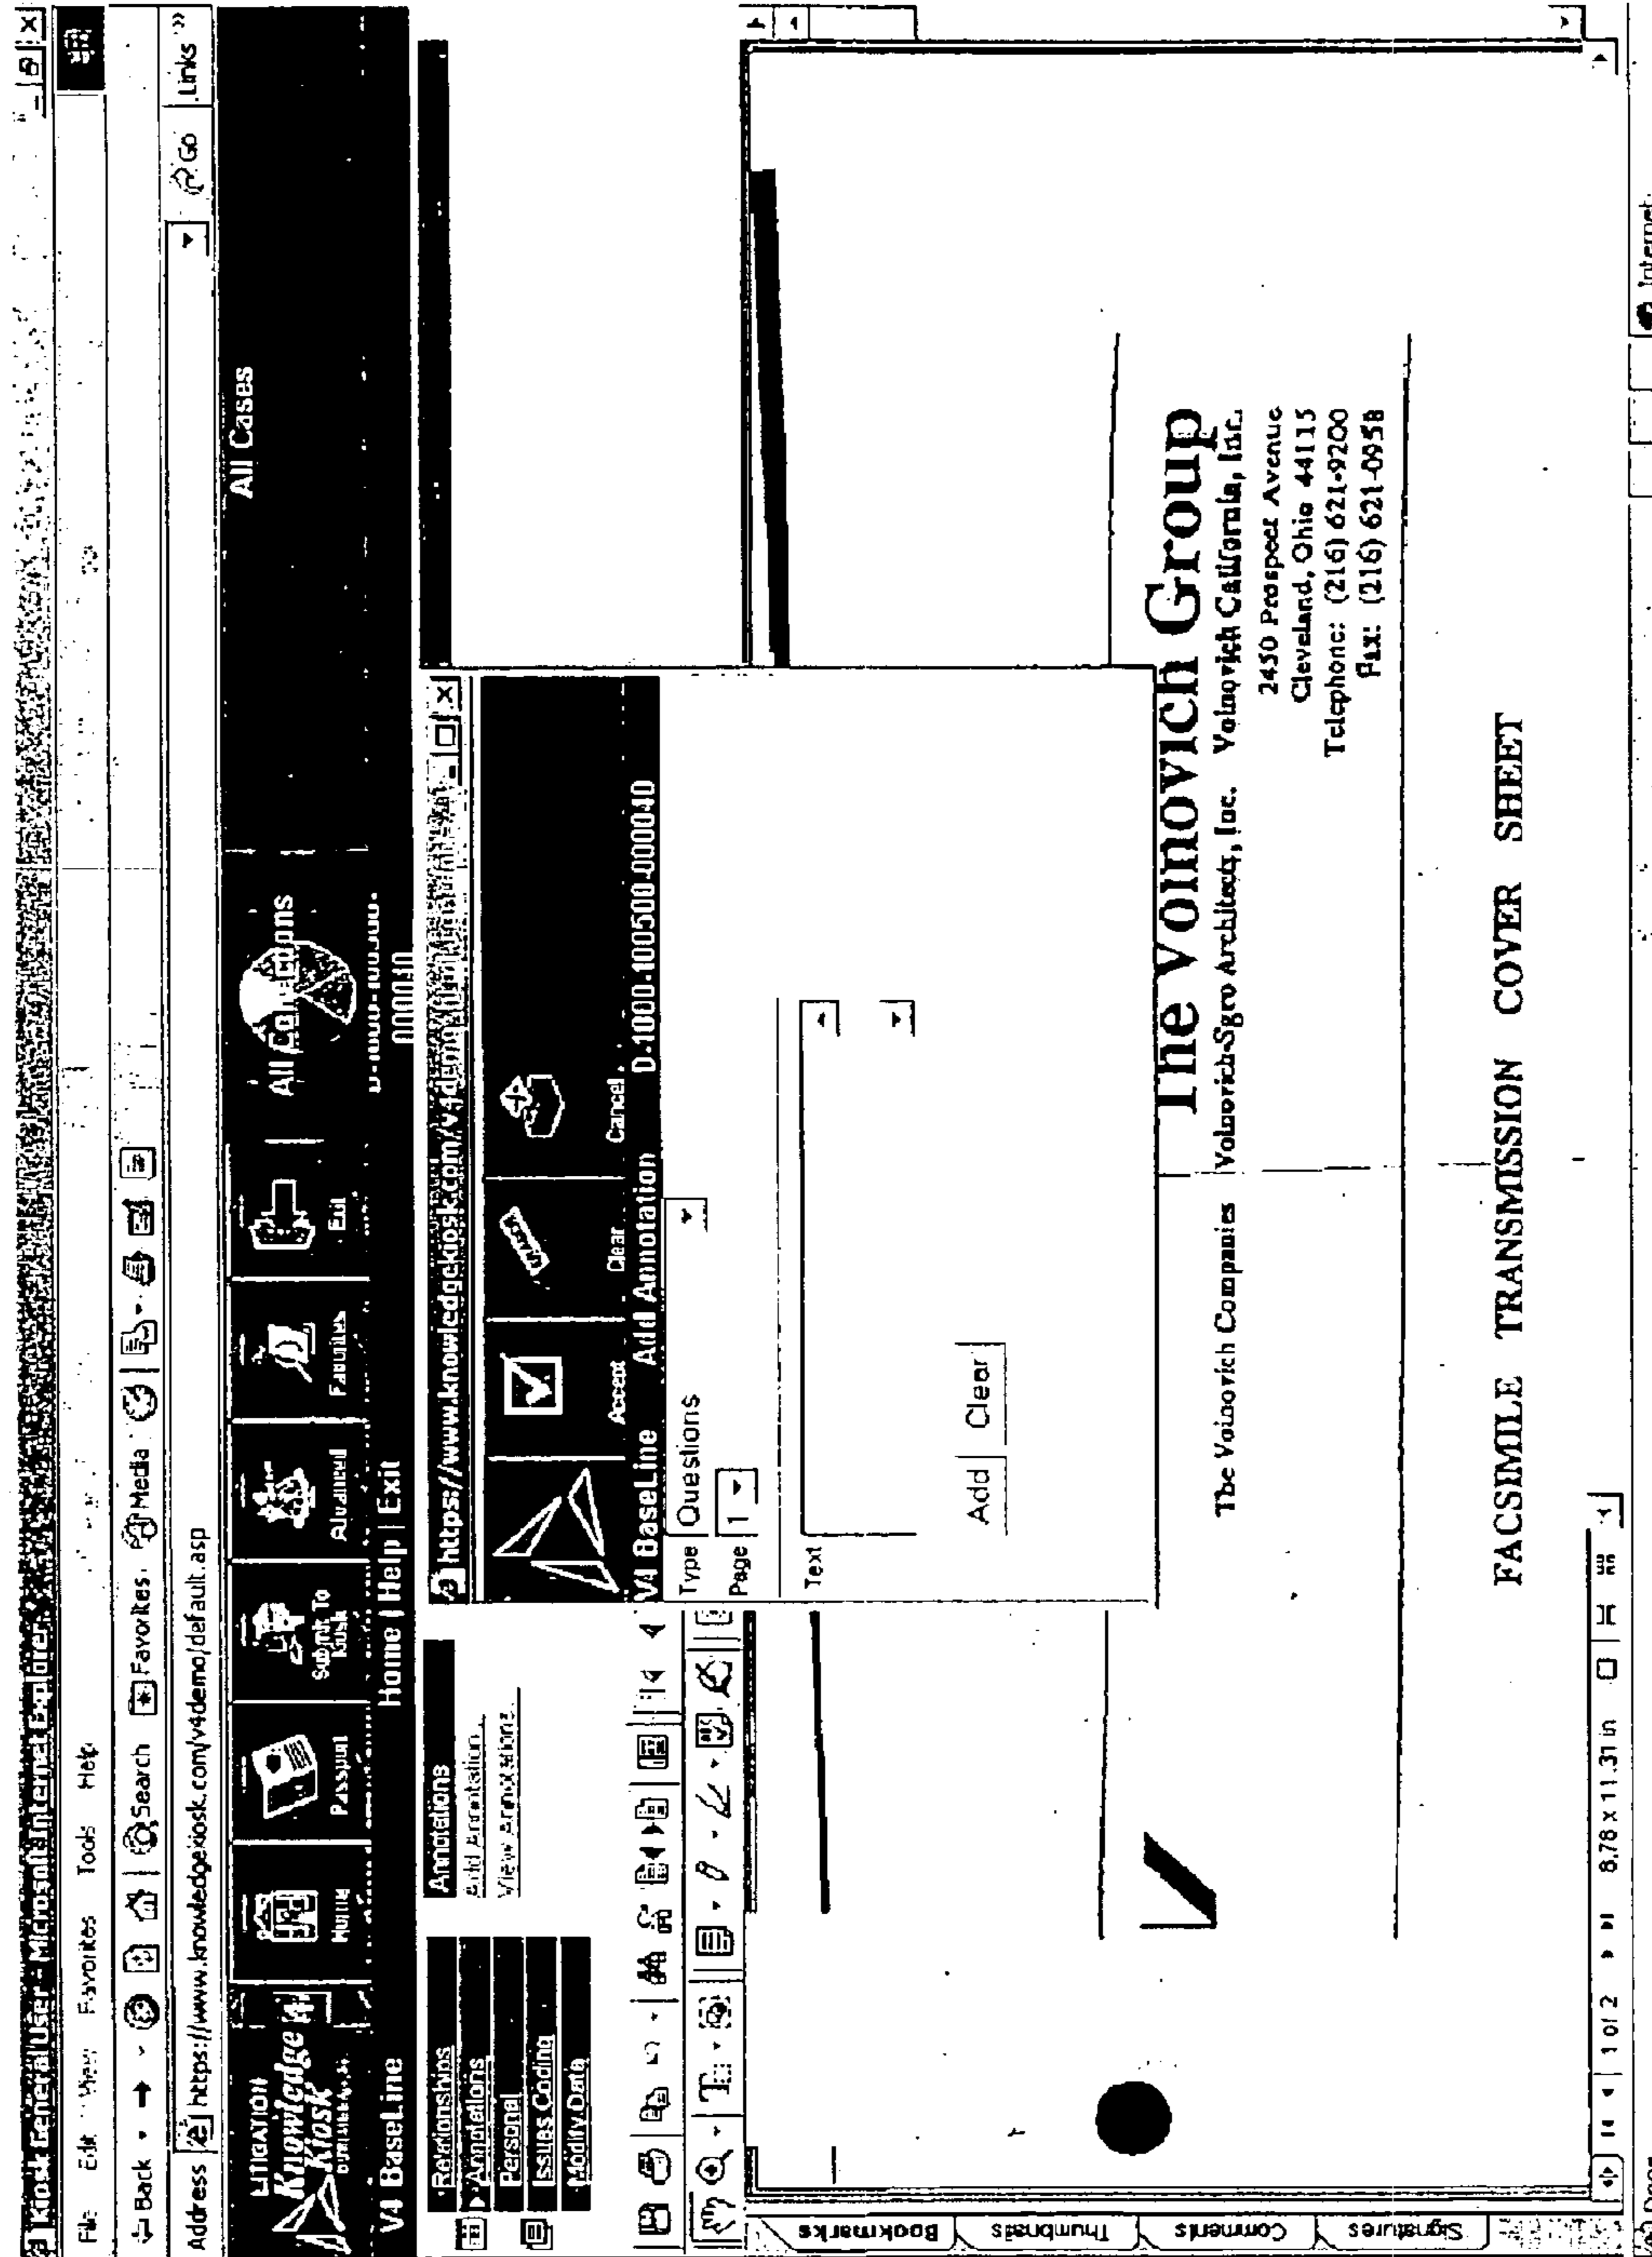 Kiosk General User - Microsoft Internet Explorer
File Edit View Favorites Tools Help
Back Search Favorites Media
Address https://www.knowledgekiosk.com/v4demo/default.asp Go Links »
LITIGATION
Knowledge
Kiosk
Home Passport Submit To Kiosk Advanced Favorites Exit All Collections All Cases
V4 BaseLine Home | Help | Exit
000040
Relationships
Annotations
Personal
Issues Coding
Modify Data
Annotations
Add Annotation
View Annotations
https://www.knowledgekiosk.com/v4demo
Accept Clear Cancel
V4 BaseLine Add Annotation D-1000-100500-000040
Type Questions
Page 1
Text
Add Clear
Bookmarks
Thumbnails
Comments
Signatures
The Voinovich Group
The Voinovich Companies Voinovich-Sgro Architects, Inc. Voinovich California, Inc.
2450 Prospect Avenue
Cleveland, Ohio 44115
Telephone: (216) 621-9200
Fax: (216) 621-0958
FACSIMILE TRANSMISSION COVER SHEET
1 of 2 8.78 x 11.31 in
Done Internet